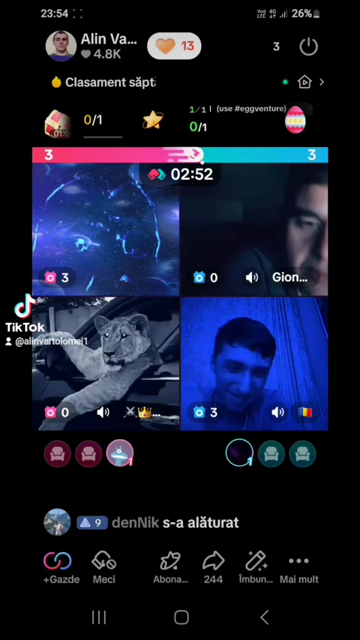 23:54
26%
Alin Va...
4.8K
13
3
Clasament săptă
0/1
1/1 | (use #eggventure)
0/1
3
3
02:52
3
0
Gion...
TikTok
@alinvartolomei1
0
3
9 denNik s-a alăturat
+Gazde
Meci
Abona...
244
Îmbun...
Mai mult